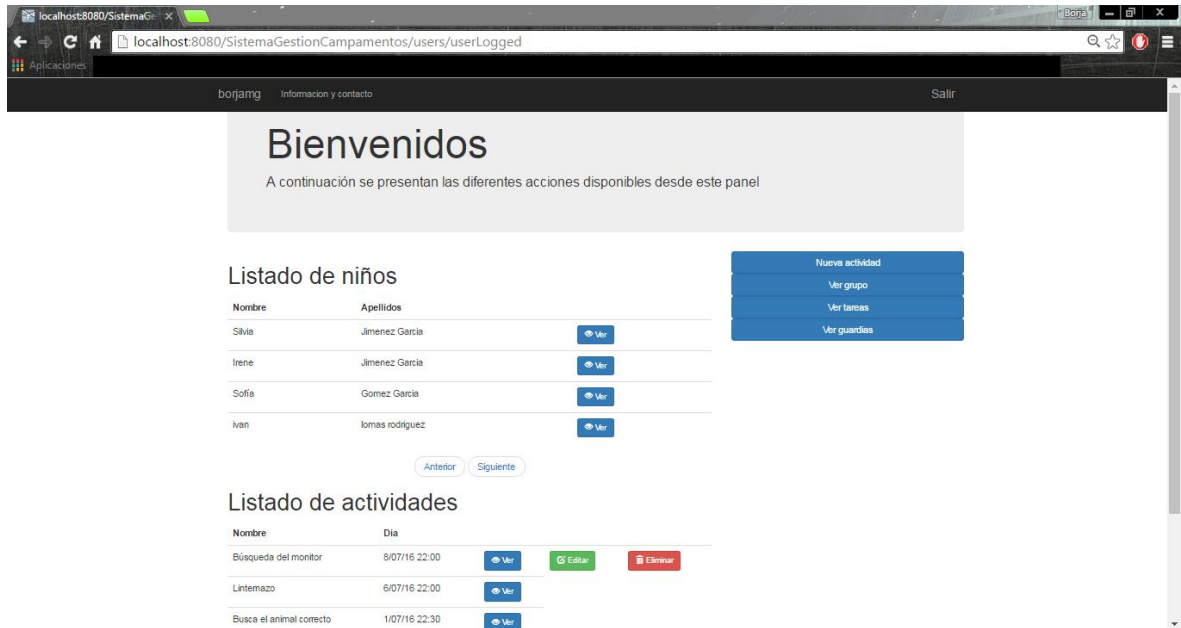 localhost:8080/SistemaGe
Borja
localhost:8080/SistemaGestionCampamentos/users/userLogged
Aplicaciones
borjamg Informacion y contacto Salir
Bienvenidos
A continuación se presentan las diferentes acciones disponibles desde este panel
Listado de niños
Nombre Apellidos
Silvia Jimenez Garcia Ver
Irene Jimenez Garcia Ver
Sofía Gomez Garcia Ver
ivan lomas rodriguez Ver
Anterior Siguiente
Nueva actividad
Ver grupo
Ver tareas
Ver guardias
Listado de actividades
Nombre Dia
Búsqueda del monitor 8/07/16 22:00 Ver Editar Eliminar
Linternazo 6/07/16 22:00 Ver
Busca el animal correcto 1/07/16 22:30 Ver